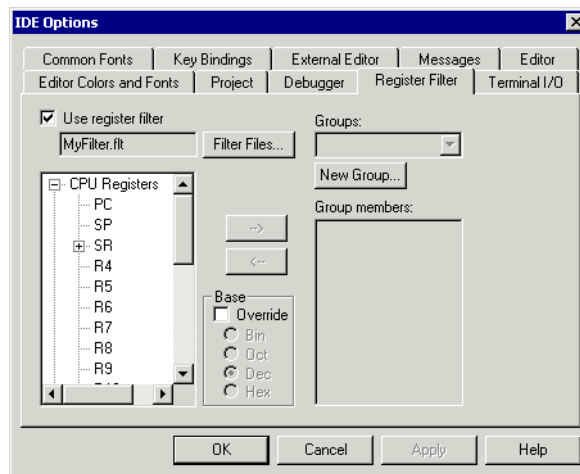 IDE Options
Common Fonts Key Bindings External Editor Messages Editor
Editor Colors and Fonts Project Debugger Register Filter Terminal I/O
Use register filter
MyFilter.flt Filter Files...
Groups:
New Group...
CPU Registers
PC
SP
SR
R4
R5
R6
R7
R8
R9
-->
<--
Base
Override
Bin
Oct
Dec
Hex
Group members:
OK Cancel Apply Help